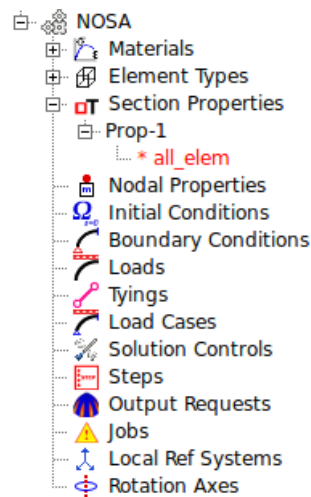 NOSA
Materials
Element Types
Section Properties
Prop-1
* all_elem
Nodal Properties
Initial Conditions
Boundary Conditions
Loads
Tyings
Load Cases
Solution Controls
Steps
Output Requests
Jobs
Local Ref Systems
Rotation Axes